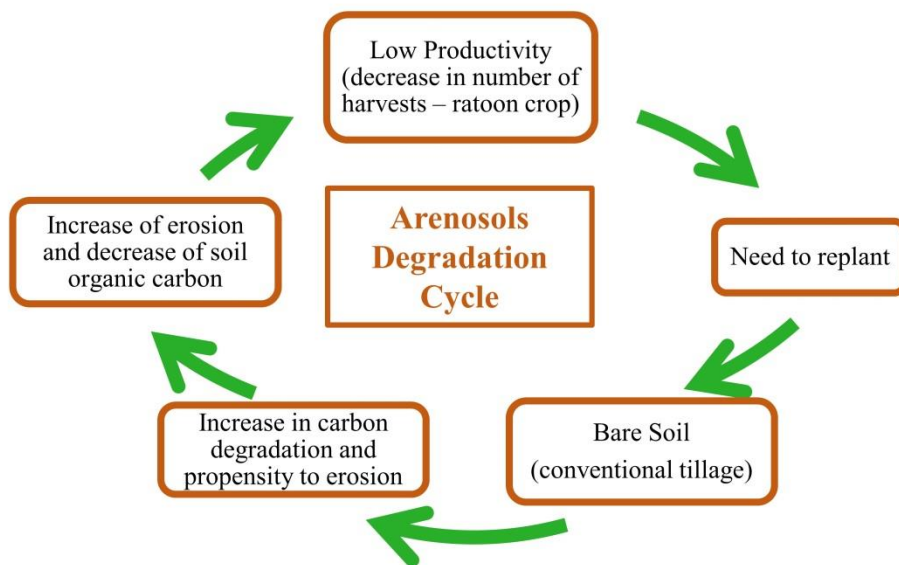 Low Productivity
(decrease in number of
harvests – ratoon crop)
Arenosols
Degradation
Cycle
Need to replant
Bare Soil
(conventional tillage)
Increase in carbon
degradation and
propensity to erosion
Increase of erosion
and decrease of soil
organic carbon